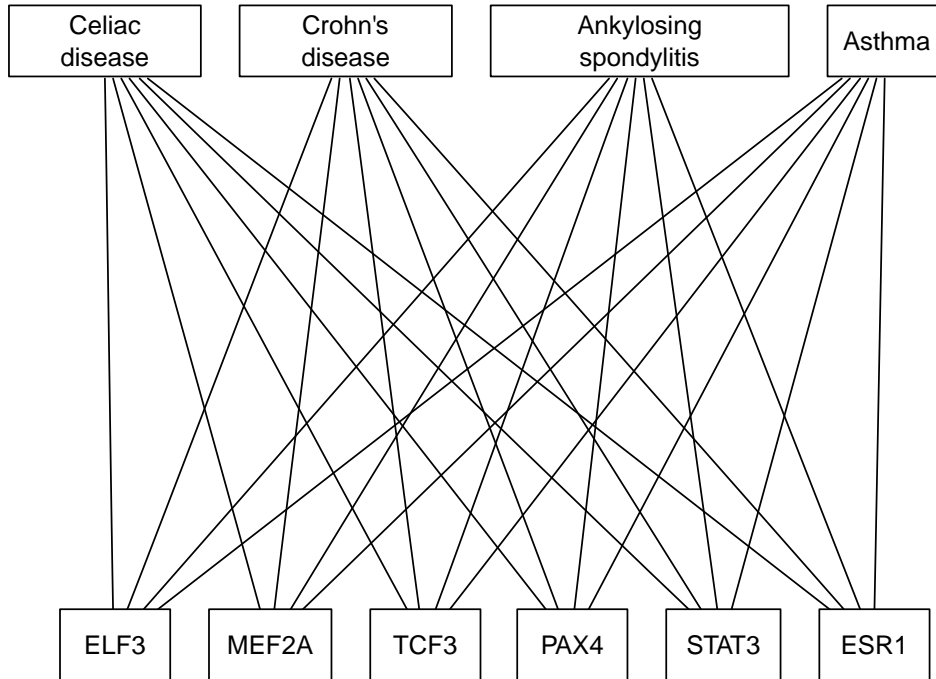 Celiac
disease
Crohn's
disease
Ankylosing
spondylitis
Asthma
ELF3
MEF2A
TCF3
PAX4
STAT3
ESR1